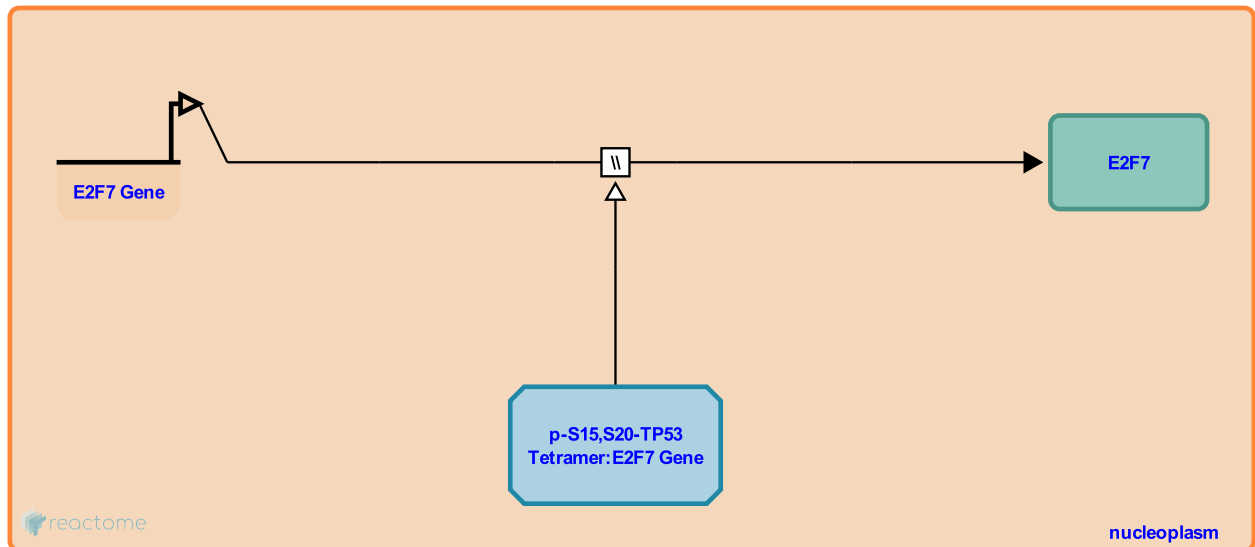 E2F7 Gene
\\
E2F7
p-S15,S20-TP53
Tetramer:E2F7 Gene
reactome
nucleoplasm